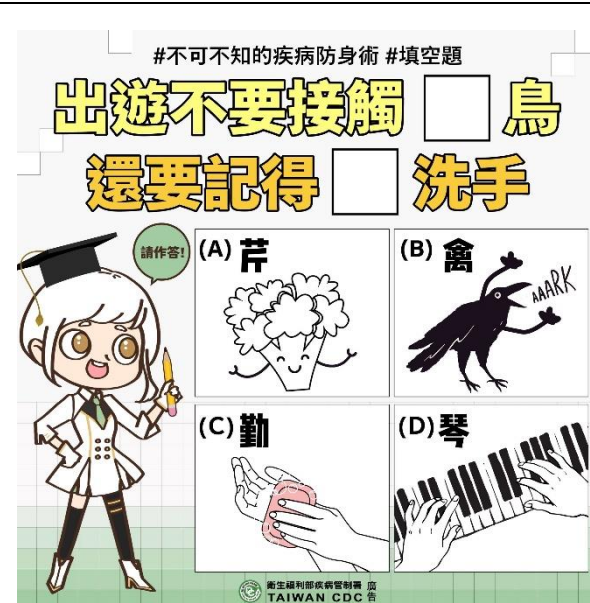 #不可不知的疾病防身術 #填空題
出遊不要接觸□鳥
還要記得□洗手
請作答!
(A) 芹
(B) 禽
AAARK
(C) 勤
(D) 琴
衛生福利部疾病管制署 廣告
TAIWAN CDC